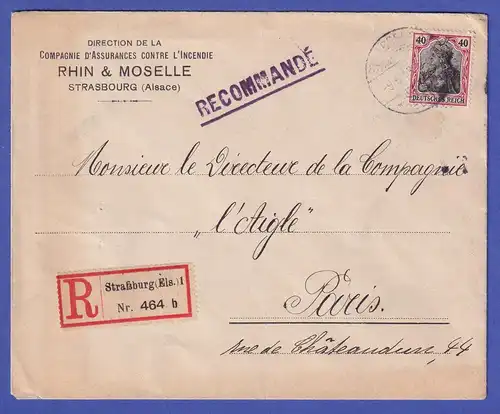 DIRECTION DE LA
COMPAGNIE D'ASSURANCES CONTRE L'INCENDIE
RHIN & MOSELLE
STRASBOURG (Alsace)
RECOMMANDÉ
40 40
DEUTSCHES REICH
Monsieur le Directeur de la Compagnie
„l'Aigle"
Paris.
rue de Châteaudun, 44
R
Straßburg (Els.) 1
Nr. 464 b